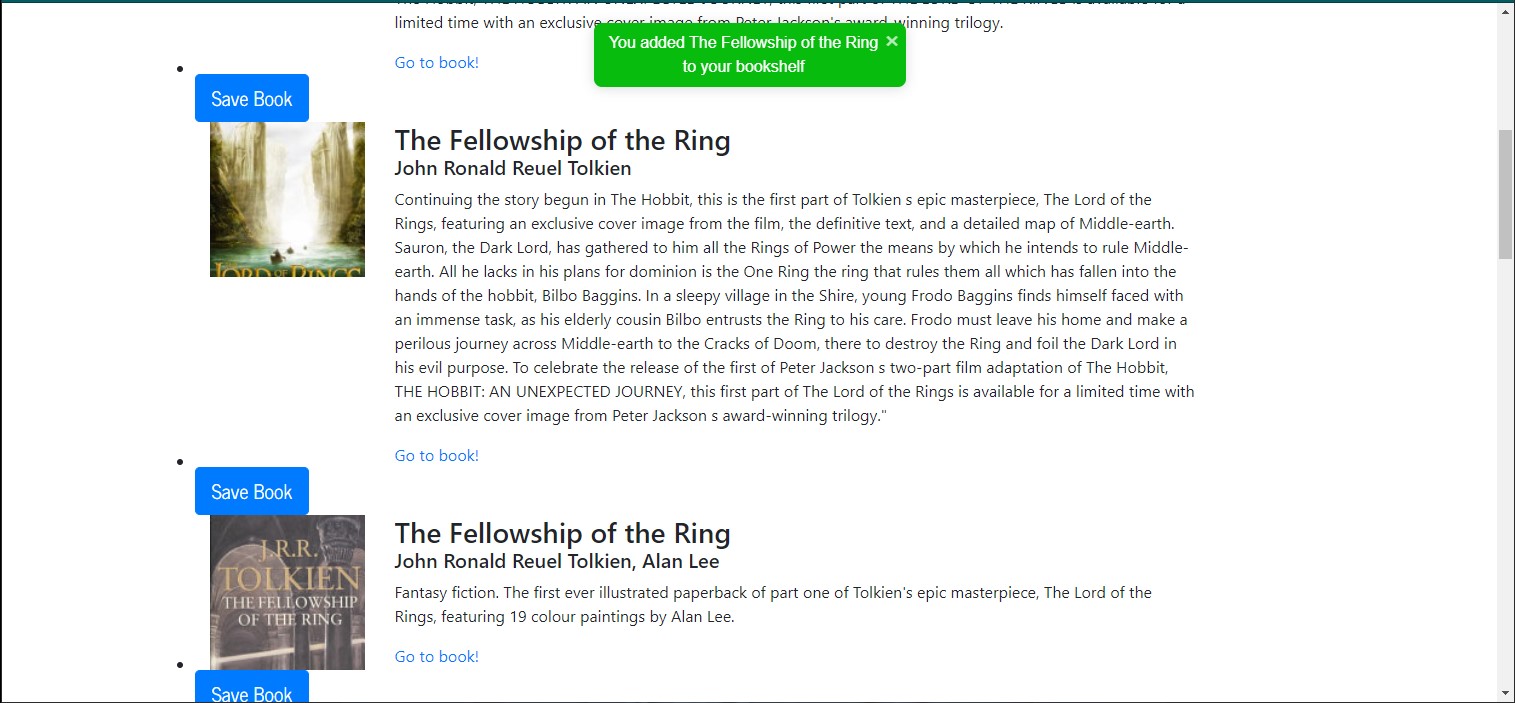 limited time with an exclusive cover image from Peter Jackson's award-winning trilogy.
You added The Fellowship of the Ring ×
to your bookshelf
Go to book!
Save Book
The Fellowship of the Ring
John Ronald Reuel Tolkien
Continuing the story begun in The Hobbit, this is the first part of Tolkien s epic masterpiece, The Lord of the
Rings, featuring an exclusive cover image from the film, the definitive text, and a detailed map of Middle-earth.
Sauron, the Dark Lord, has gathered to him all the Rings of Power the means by which he intends to rule Middle-
earth. All he lacks in his plans for dominion is the One Ring the ring that rules them all which has fallen into the
hands of the hobbit, Bilbo Baggins. In a sleepy village in the Shire, young Frodo Baggins finds himself faced with
an immense task, as his elderly cousin Bilbo entrusts the Ring to his care. Frodo must leave his home and make a
perilous journey across Middle-earth to the Cracks of Doom, there to destroy the Ring and foil the Dark Lord in
his evil purpose. To celebrate the release of the first of Peter Jackson s two-part film adaptation of The Hobbit,
THE HOBBIT: AN UNEXPECTED JOURNEY, this first part of The Lord of the Rings is available for a limited time with
an exclusive cover image from Peter Jackson s award-winning trilogy."
LORD OF RINGS
Go to book!
Save Book
The Fellowship of the Ring
John Ronald Reuel Tolkien, Alan Lee
Fantasy fiction. The first ever illustrated paperback of part one of Tolkien's epic masterpiece, The Lord of the
Rings, featuring 19 colour paintings by Alan Lee.
J.R.R.
TOLKIEN
THE FELLOWSHIP
OF THE RING
Go to book!
Save Book